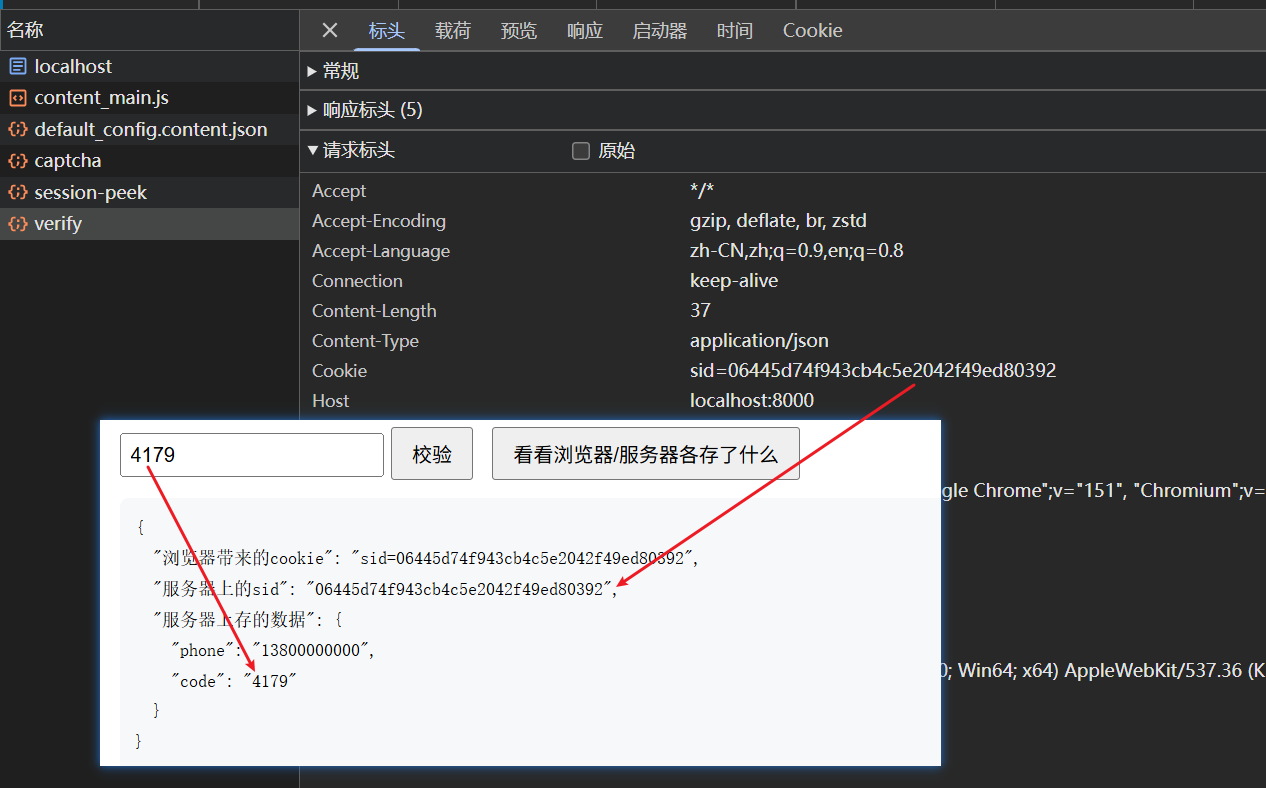 名称
localhost
content_main.js
default_config.content.json
captcha
session-peek
verify
标头 载荷 预览 响应 启动器 时间 Cookie
常规
响应标头 (5)
请求标头 原始
Accept */*
Accept-Encoding gzip, deflate, br, zstd
Accept-Language zh-CN,zh;q=0.9,en;q=0.8
Connection keep-alive
Content-Length 37
Content-Type application/json
Cookie sid=06445d74f943cb4c5e2042f49ed80392
Host localhost:8000
gle Chrome";v="151", "Chromium";v=
0; Win64; x64) AppleWebKit/537.36 (K
4179 校验 看看浏览器/服务器各存了什么
{
"浏览器带来的cookie": "sid=06445d74f943cb4c5e2042f49ed80392",
"服务器上的sid": "06445d74f943cb4c5e2042f49ed80392",
"服务器上存的数据": {
"phone": "13800000000",
"code": "4179"
}
}